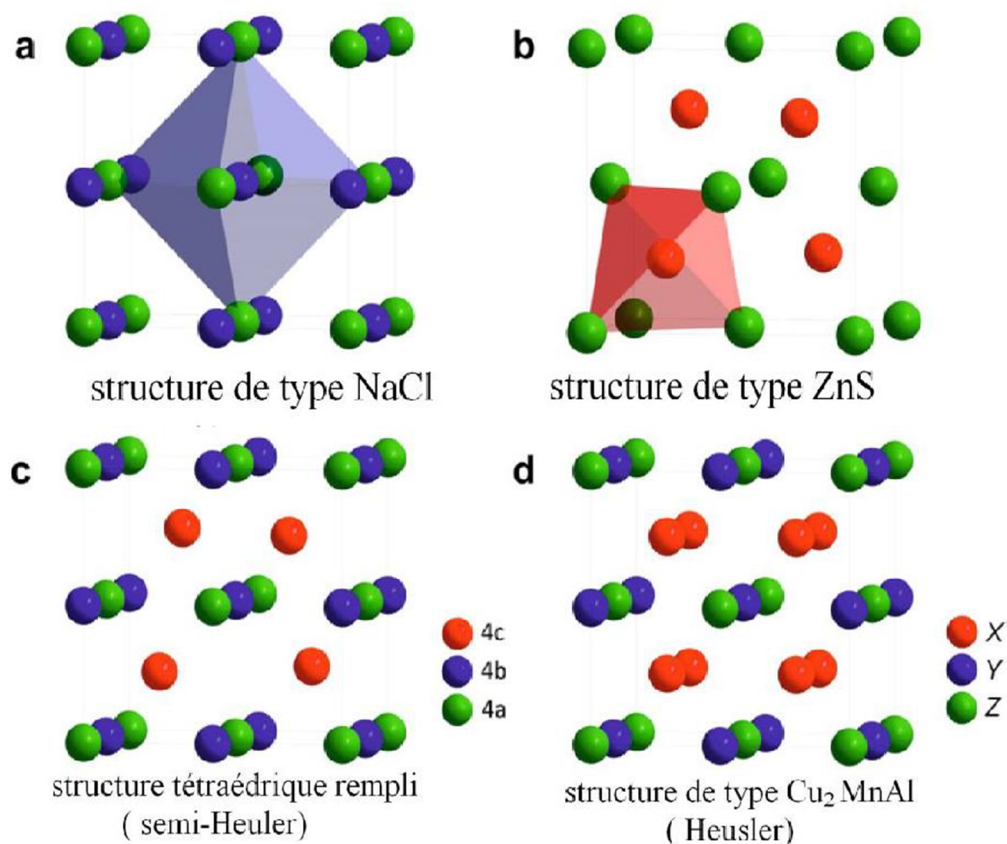 a
b
structure de type NaCl
structure de type ZnS
c
d
4c
4b
4a
X
Y
Z
structure tétraédrique rempli
( semi-Heuler)
structure de type Cu₂ MnAl
( Heusler)